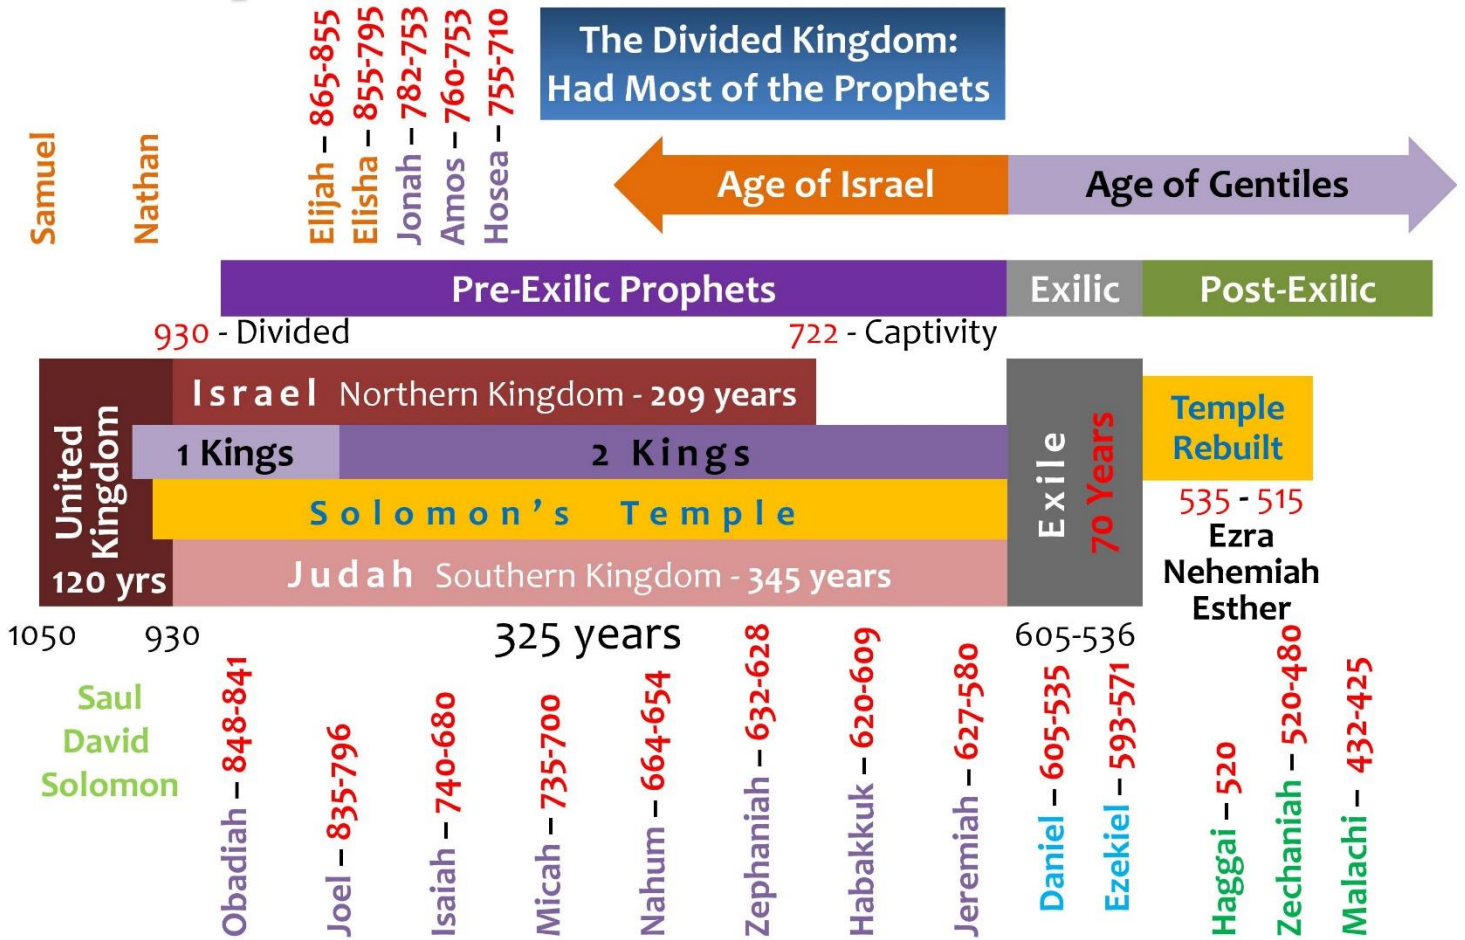 Samuel
Nathan
Elijah – 865-855
Elisha – 855-795
Jonah – 782-753
Amos – 760-753
Hosea – 755-710
The Divided Kingdom:
Had Most of the Prophets
Age of Israel
Age of Gentiles
Pre-Exilic Prophets
Exilic
Post-Exilic
930 - Divided
722 - Captivity
United
Kingdom
120 yrs
Israel Northern Kingdom - 209 years
1 Kings
2 Kings
Solomon's Temple
Judah Southern Kingdom - 345 years
Exile
70 Years
Temple
Rebuilt
535 - 515
Ezra
Nehemiah
Esther
1050
930
325 years
605-536
Saul
David
Solomon
Obadiah – 848-841
Joel – 835-796
Isaiah – 740-680
Micah – 735-700
Nahum – 664-654
Zephaniah – 632-628
Habakkuk – 620-609
Jeremiah – 627-580
Daniel – 605-535
Ezekiel – 593-571
Haggai – 520
Zechaniah – 520-480
Malachi – 432-425